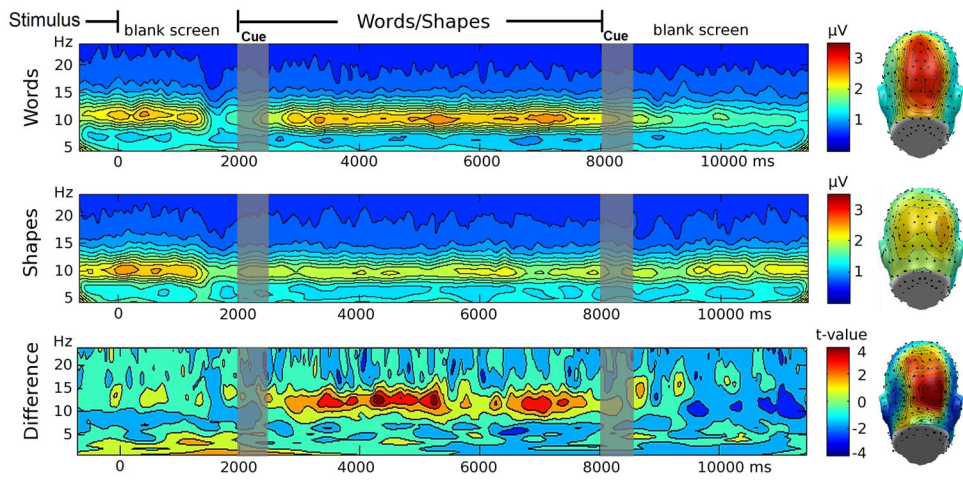 Stimulus
blank screen
Words/Shapes
blank screen
Cue
Cue
Words
Hz
20
15
10
5
0 2000 4000 6000 8000 10000 ms
µV
3
2
1
Shapes
Hz
20
15
10
5
0 2000 4000 6000 8000 10000 ms
µV
3
2
1
Difference
Hz
20
15
10
5
0 2000 4000 6000 8000 10000 ms
t-value
4
2
0
-2
-4